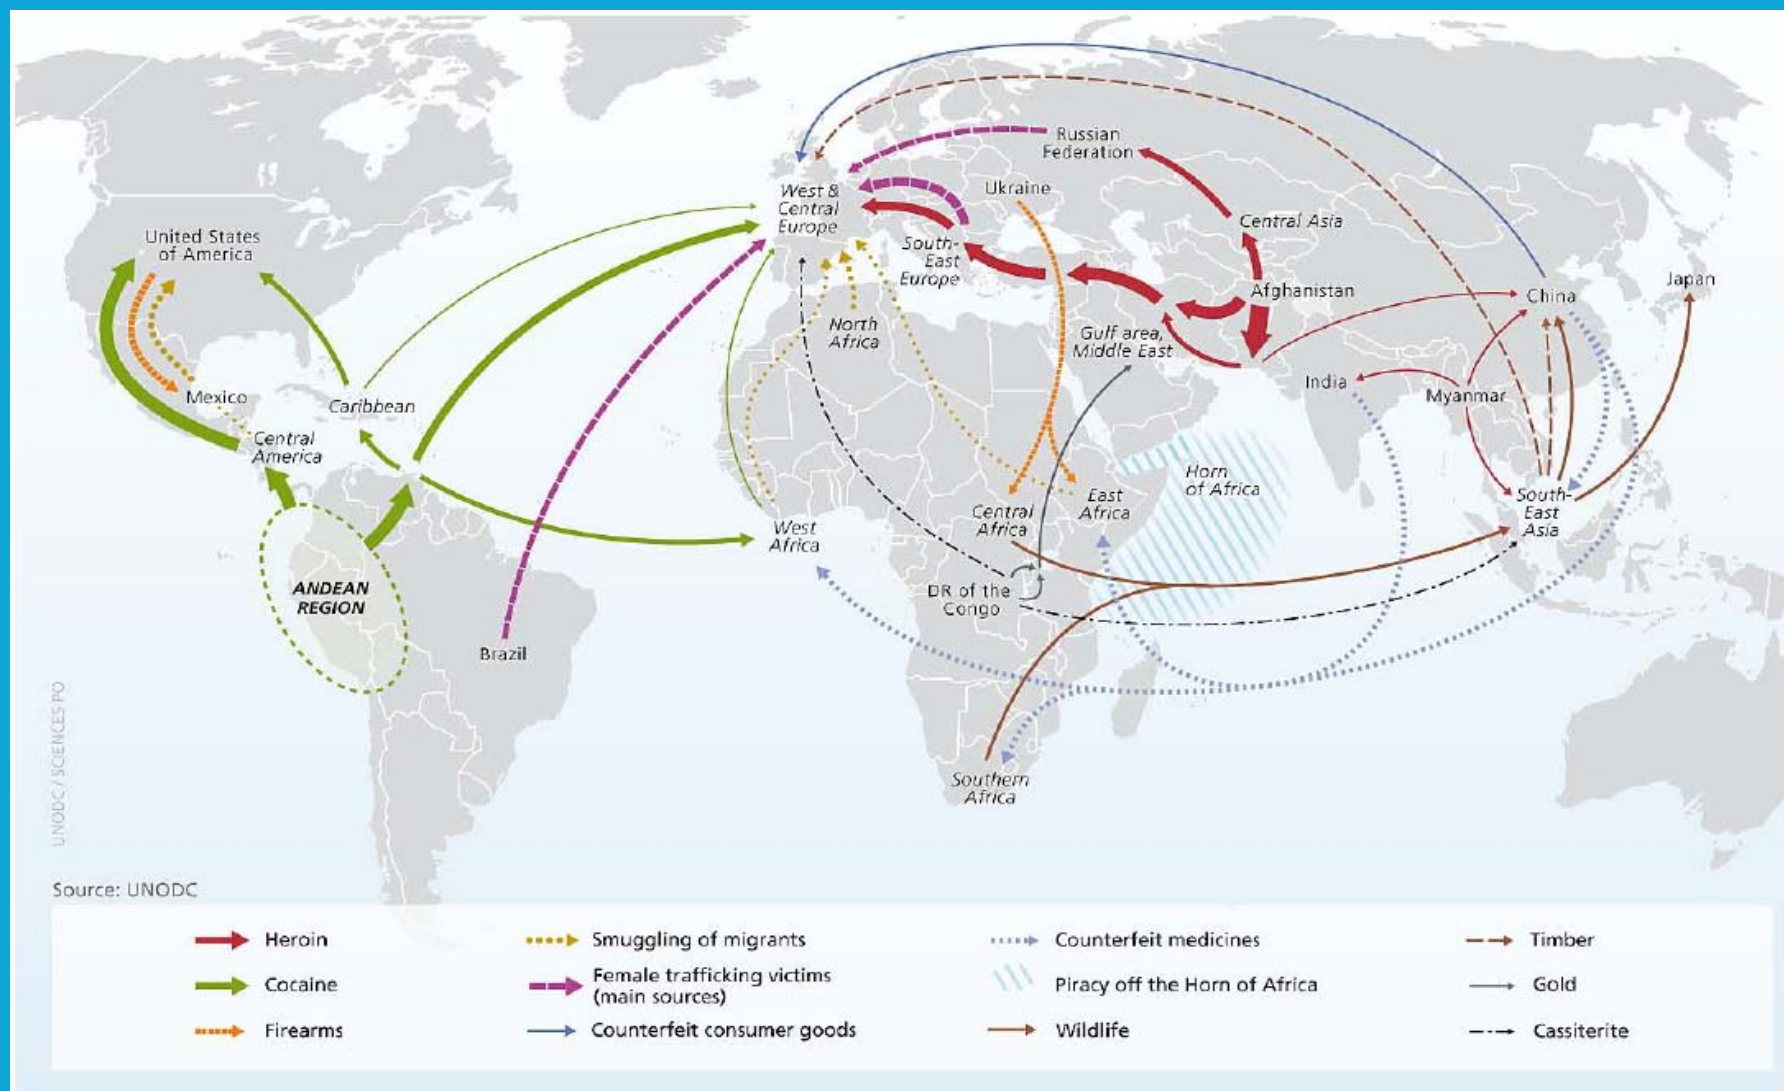 Russian
Federation
West &
Central
Europe
Ukraine
United States
of America
Central Asia
South-
East
Europe
Afghanistan
Japan
China
North
Africa
Gulf area,
Middle East
India
Myanmar
Mexico
Caribbean
Central
America
Horn
of Africa
East
Africa
Central
Africa
South-
East
Asia
West
Africa
ANDEAN
REGION
DR of the
Congo
Brazil
Southern
Africa
UNODC / SCIENCES PO
Source: UNODC
Heroin
Smuggling of migrants
Counterfeit medicines
Timber
Cocaine
Female trafficking victims
(main sources)
Piracy off the Horn of Africa
Gold
Firearms
Counterfeit consumer goods
Wildlife
Cassiterite